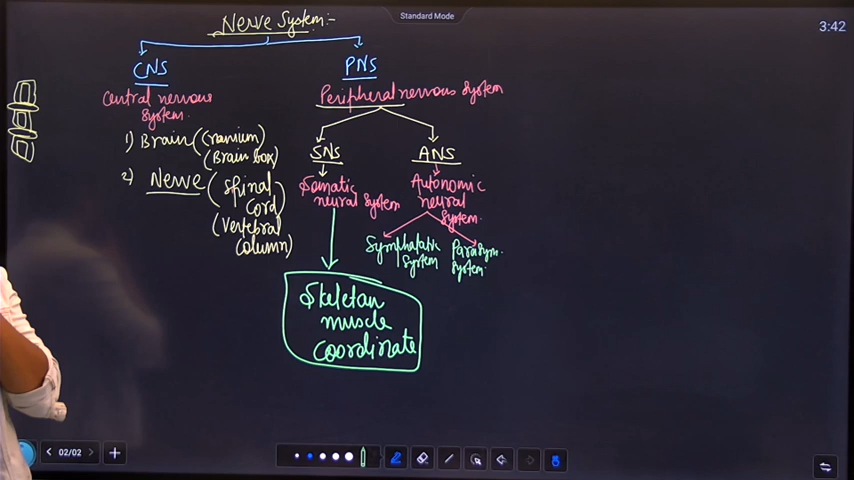 Standard Mode
3:42
Nerve System:-
CNS
Central nervous
system.
1) Brain (Cranium)
(Brain box)
2) Nerve (Spinal
Cord)
(Vertebral
column)
PNS
Peripheral nervous system
SNS
Somatic
neural system
ANS
Autonomic
neural
system.
Symphatatic
system
Parasym.
system.
Skeletan
muscle
coordinate
02/02